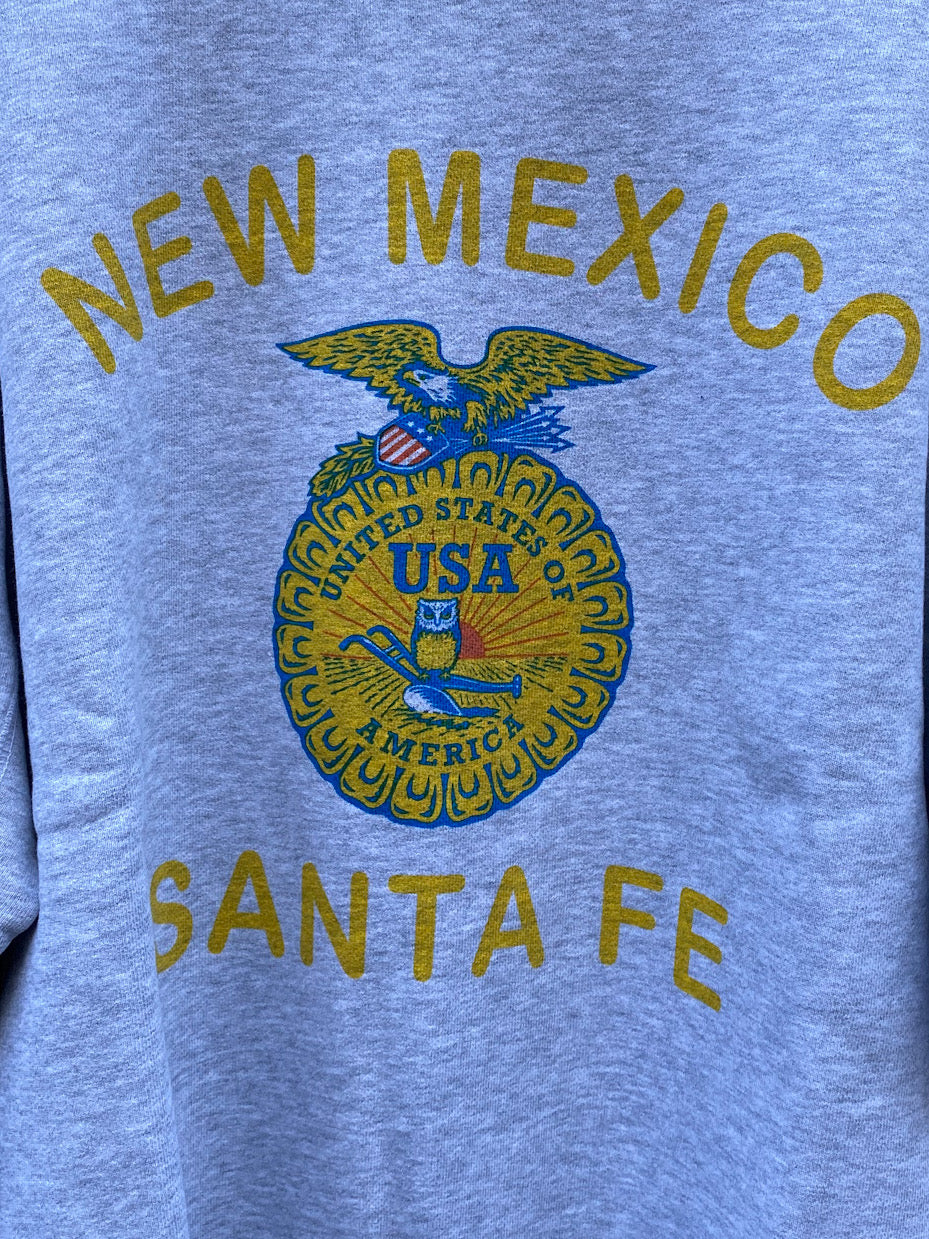 NEW MEXICO
UNITED STATES OF
USA
AMERICA
SANTA FE